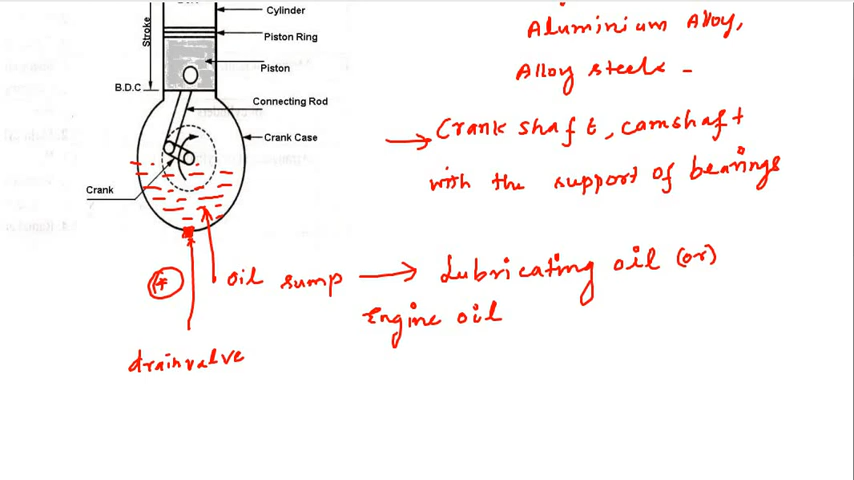 Cylinder
Piston Ring
Stroke
Piston
B.D.C
Connecting Rod
Crank Case
Crank
Aluminium Alloy,
Alloy steels -
→ Crank shaft, camshaft
with the support of bearings
oil sump → Lubricating oil (or)
Engine oil
drainvalve